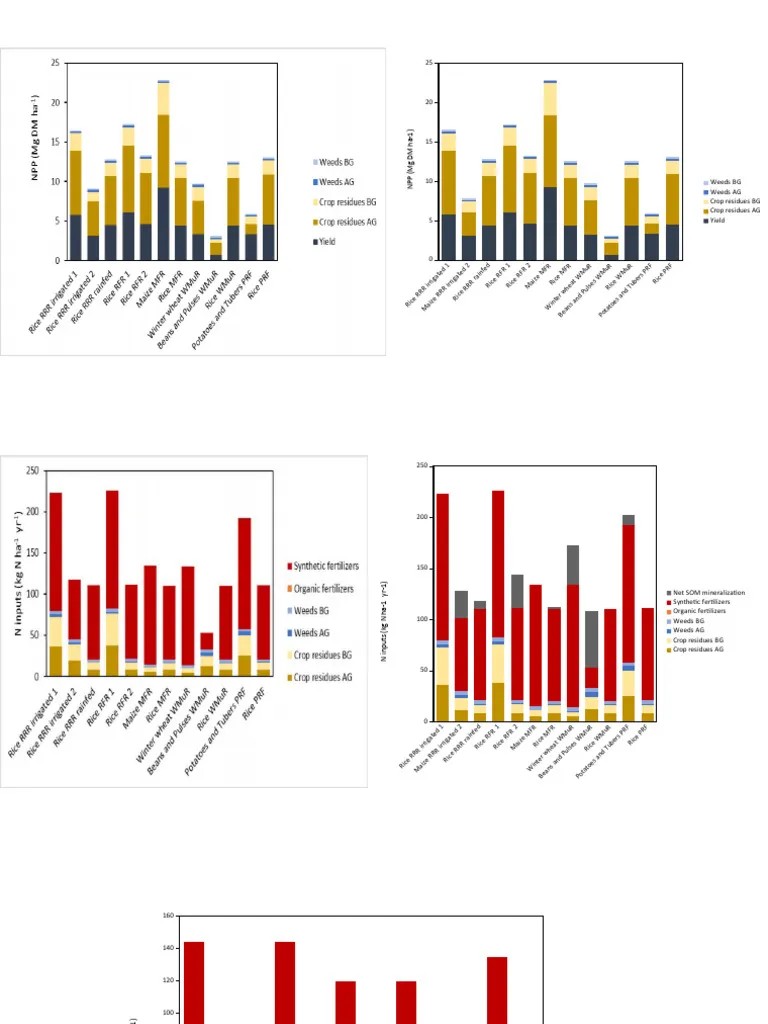 25
20
15
10
5
0
NPP (Mg DM ha⁻¹)
Rice RRR irrigated 1
Rice RRR irrigated 2
Rice RRR rainfed
Rice RFR 1
Rice RFR 2
Maize MFR
Rice MFR
Winter wheat WMuR
Beans and Pulses WMuR
Rice WMuR
Potatoes and Tubers PRF
Rice PRF
Weeds BG
Weeds AG
Crop residues BG
Crop residues AG
Yield
25
20
15
10
5
0
NPP (Mg DM ha-1)
Rice RRR irrigated 1
Maize RRR irrigated 2
Rice RRR rainfed
Rice RFR 1
Rice RFR 2
Maize MFR
Rice MFR
Winter wheat WMuR
Beans and Pulses WMuR
Rice WMuR
Potatoes and Tubers PRF
Rice PRF
Weeds BG
Weeds AG
Crop residues BG
Crop residues AG
Yield
250
200
150
100
50
0
N inputs (kg N ha⁻¹ yr⁻¹)
Rice RRR irrigated 1
Rice RRR irrigated 2
Rice RRR rainfed
Rice RFR 1
Rice RFR 2
Maize MFR
Rice MFR
Winter wheat WMuR
Beans and Pulses WMuR
Rice WMuR
Potatoes and Tubers PRF
Rice PRF
Synthetic fertilizers
Organic fertilizers
Weeds BG
Weeds AG
Crop residues BG
Crop residues AG
250
200
150
100
50
0
N inputs (kg N ha-1 yr-1)
Rice RRR irrigated 1
Maize RRR irrigated 2
Rice RRR rainfed
Rice RFR 1
Rice RFR 2
Maize MFR
Rice MFR
Winter wheat WMuR
Beans and Pulses WMuR
Rice WMuR
Potatoes and Tubers PRF
Rice PRF
Net SOM mineralization
Synthetic fertilizers
Organic fertilizers
Weeds BG
Weeds AG
Crop residues BG
Crop residues AG
160
140
120
100